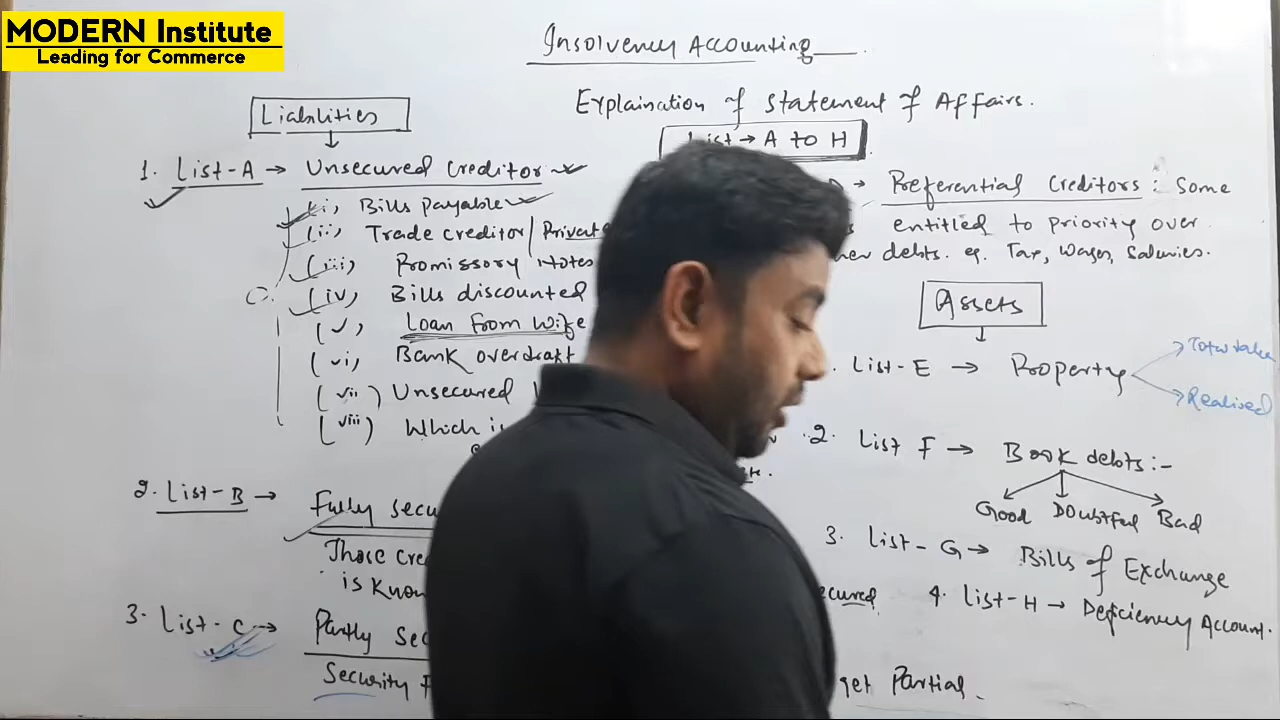 MODERN Institute
Leading for Commerce
Insolvency Accounting
Explaination of Statement of Affairs.
List → A to H
Liabilities
1. List-A → Unsecured Creditor
(i) Bills payable
(ii) Trade creditor / Private
(iii) Promissory Notes
(iv) Bills discounted
(v) Loan from Wife
(vi) Bank overdraft
(vii) Unsecured
(viii) Which is
2. List-B →
Fully secu
Those Cre
is Know
3. List-C →
Partly Sec
Security
D → Preferential Creditors : Some
entitled to priority over
her debts. eg. Tax, Wages, Salaries.
Assets
List-E → Property
Realised
2. List F → Book debts:-
Good Doubtful Bad
3. List-G → Bills of Exchange
ecured
4. List-H → Deficiency Account.
get Partial